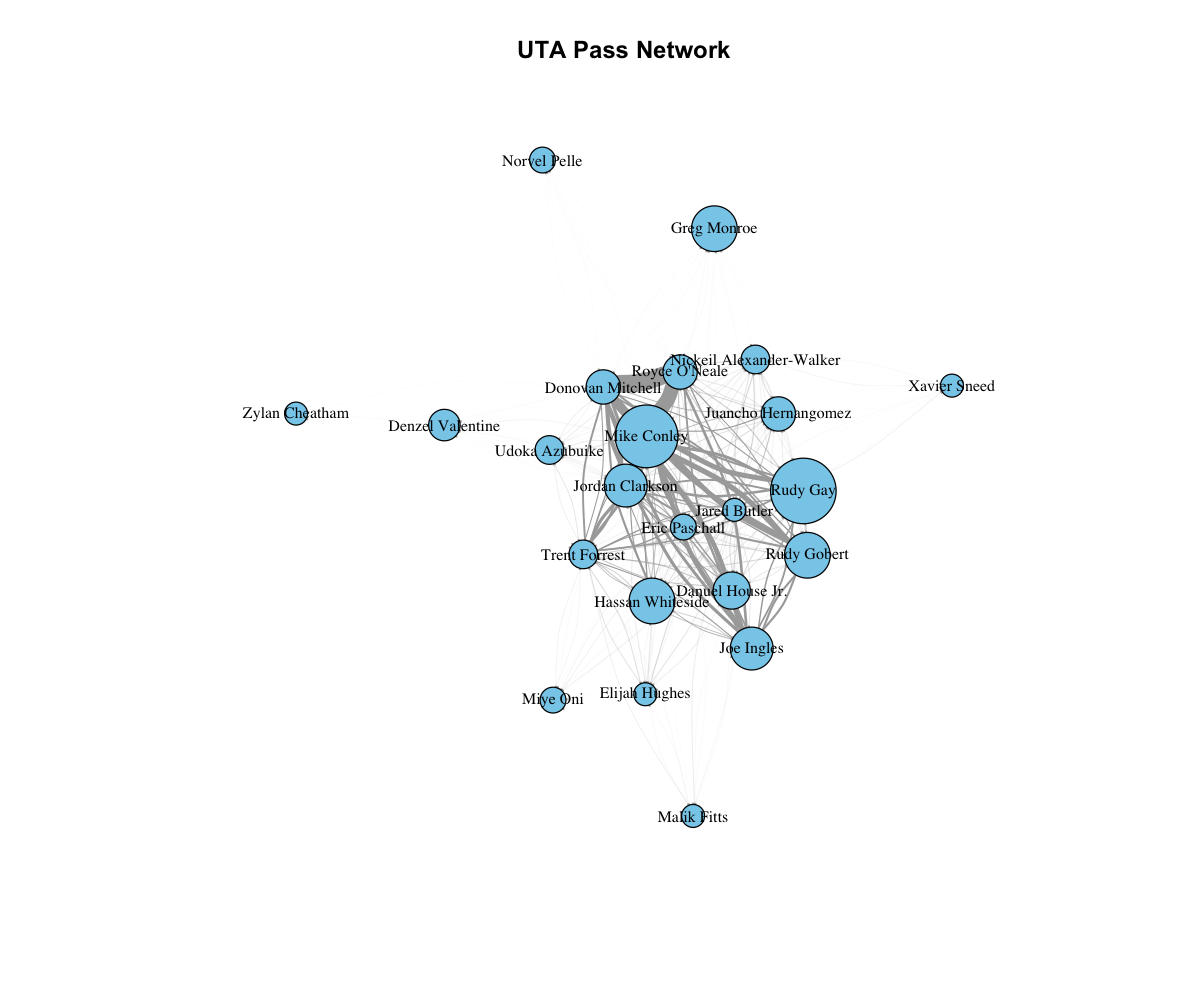 UTA Pass Network
Norvel Pelle
Greg Monroe
Nickeil Alexander-Walker
Royce O'Neale
Donovan Mitchell
Xavier Sneed
Zylan Cheatham
Juancho Hernangomez
Denzel Valentine
Mike Conley
Udoka Azubuike
Jordan Clarkson
Rudy Gay
Jared Butler
Eric Paschall
Trent Forrest
Rudy Gobert
Danuel House Jr.
Hassan Whiteside
Joe Ingles
Elijah Hughes
Miye Oni
Malik Fitts